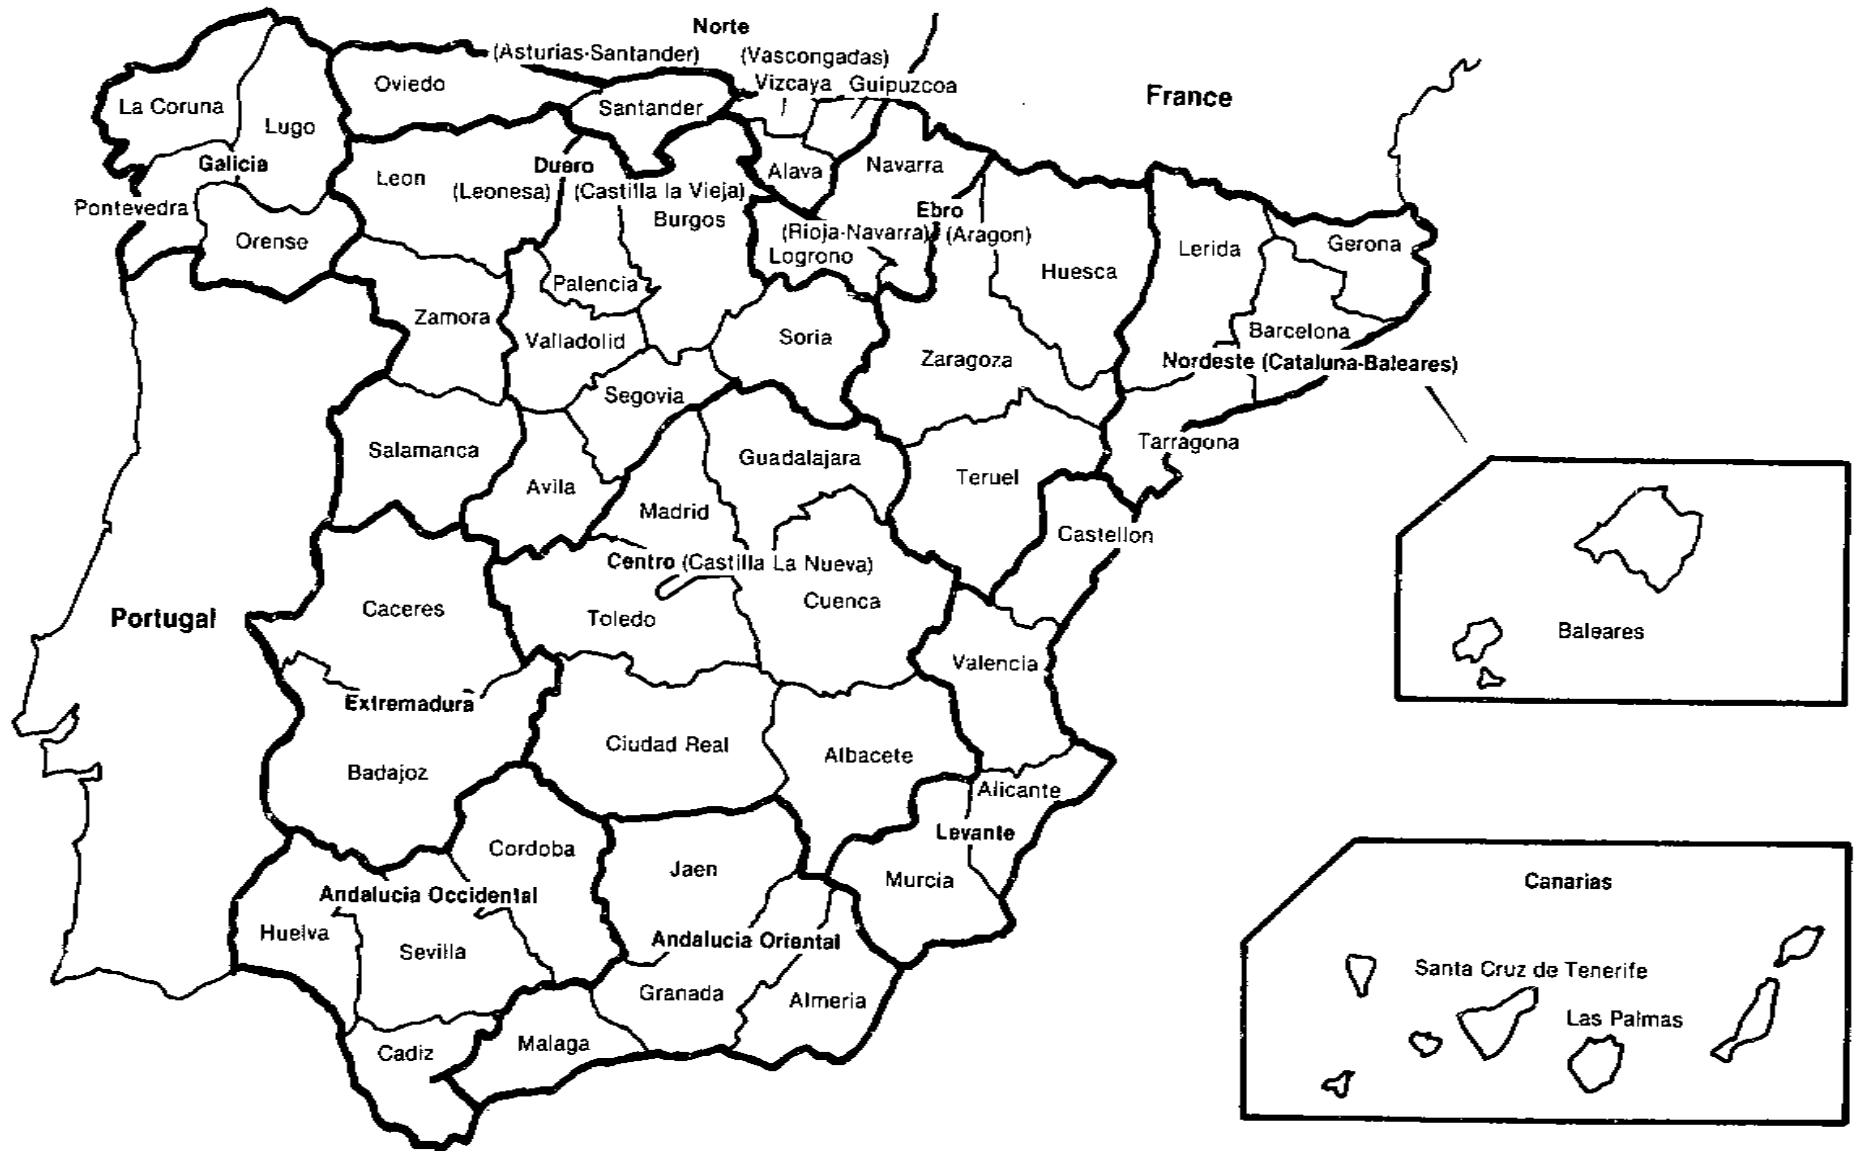 Norte
(Asturias-Santander)
(Vascongadas)
Oviedo
Vizcaya
Guipuzcoa
France
La Coruna
Santander
Lugo
Galicia
Duero
Navarra
Alava
Leon
(Leonesa)
(Castilla la Vieja)
Pontevedra
Burgos
Ebro
Orense
(Rioja-Navarra)
(Aragon)
Lerida
Gerona
Logrono
Huesca
Palencia
Zamora
Valladolid
Soria
Barcelona
Zaragoza
Nordeste (Cataluna-Baleares)
Segovia
Salamanca
Guadalajara
Tarragona
Avila
Teruel
Madrid
Castellon
Centro (Castilla La Nueva)
Portugal
Caceres
Toledo
Cuenca
Baleares
Valencia
Extremadura
Ciudad Real
Albacete
Badajoz
Alicante
Levante
Cordoba
Jaen
Murcia
Canarias
Andalucia Occidental
Huelva
Sevilla
Andalucia Oriental
Santa Cruz de Tenerife
Granada
Almeria
Las Palmas
Cadiz
Malaga